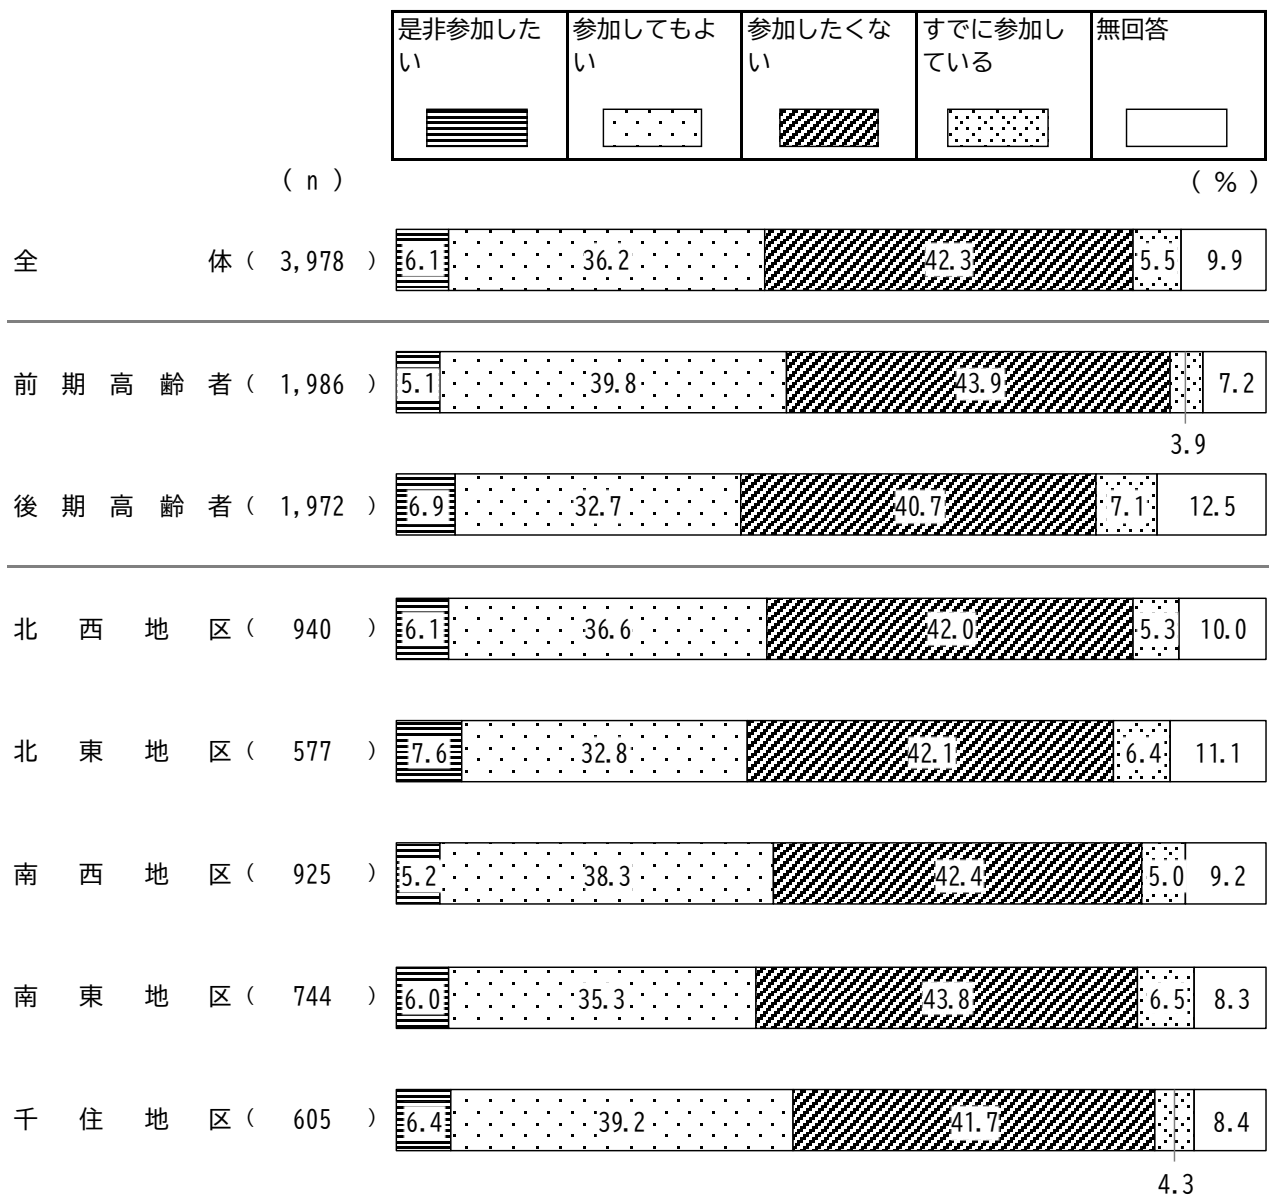 是非参加した
い
参加してもよ
い
参加したくな
い
すでに参加し
ている
無回答
(n)
(%)
全体(3,978) 6.1 36.2 42.3 5.5 9.9
前期高齢者(1,986) 5.1 39.8 43.9 7.2
3.9
後期高齢者(1,972) 6.9 32.7 40.7 7.1 12.5
北西地区(940) 6.1 36.6 42.0 5.3 10.0
北東地区(577) 7.6 32.8 42.1 6.4 11.1
南西地区(925) 5.2 38.3 42.4 5.0 9.2
南東地区(744) 6.0 35.3 43.8 6.5 8.3
千住地区(605) 6.4 39.2 41.7 8.4
4.3